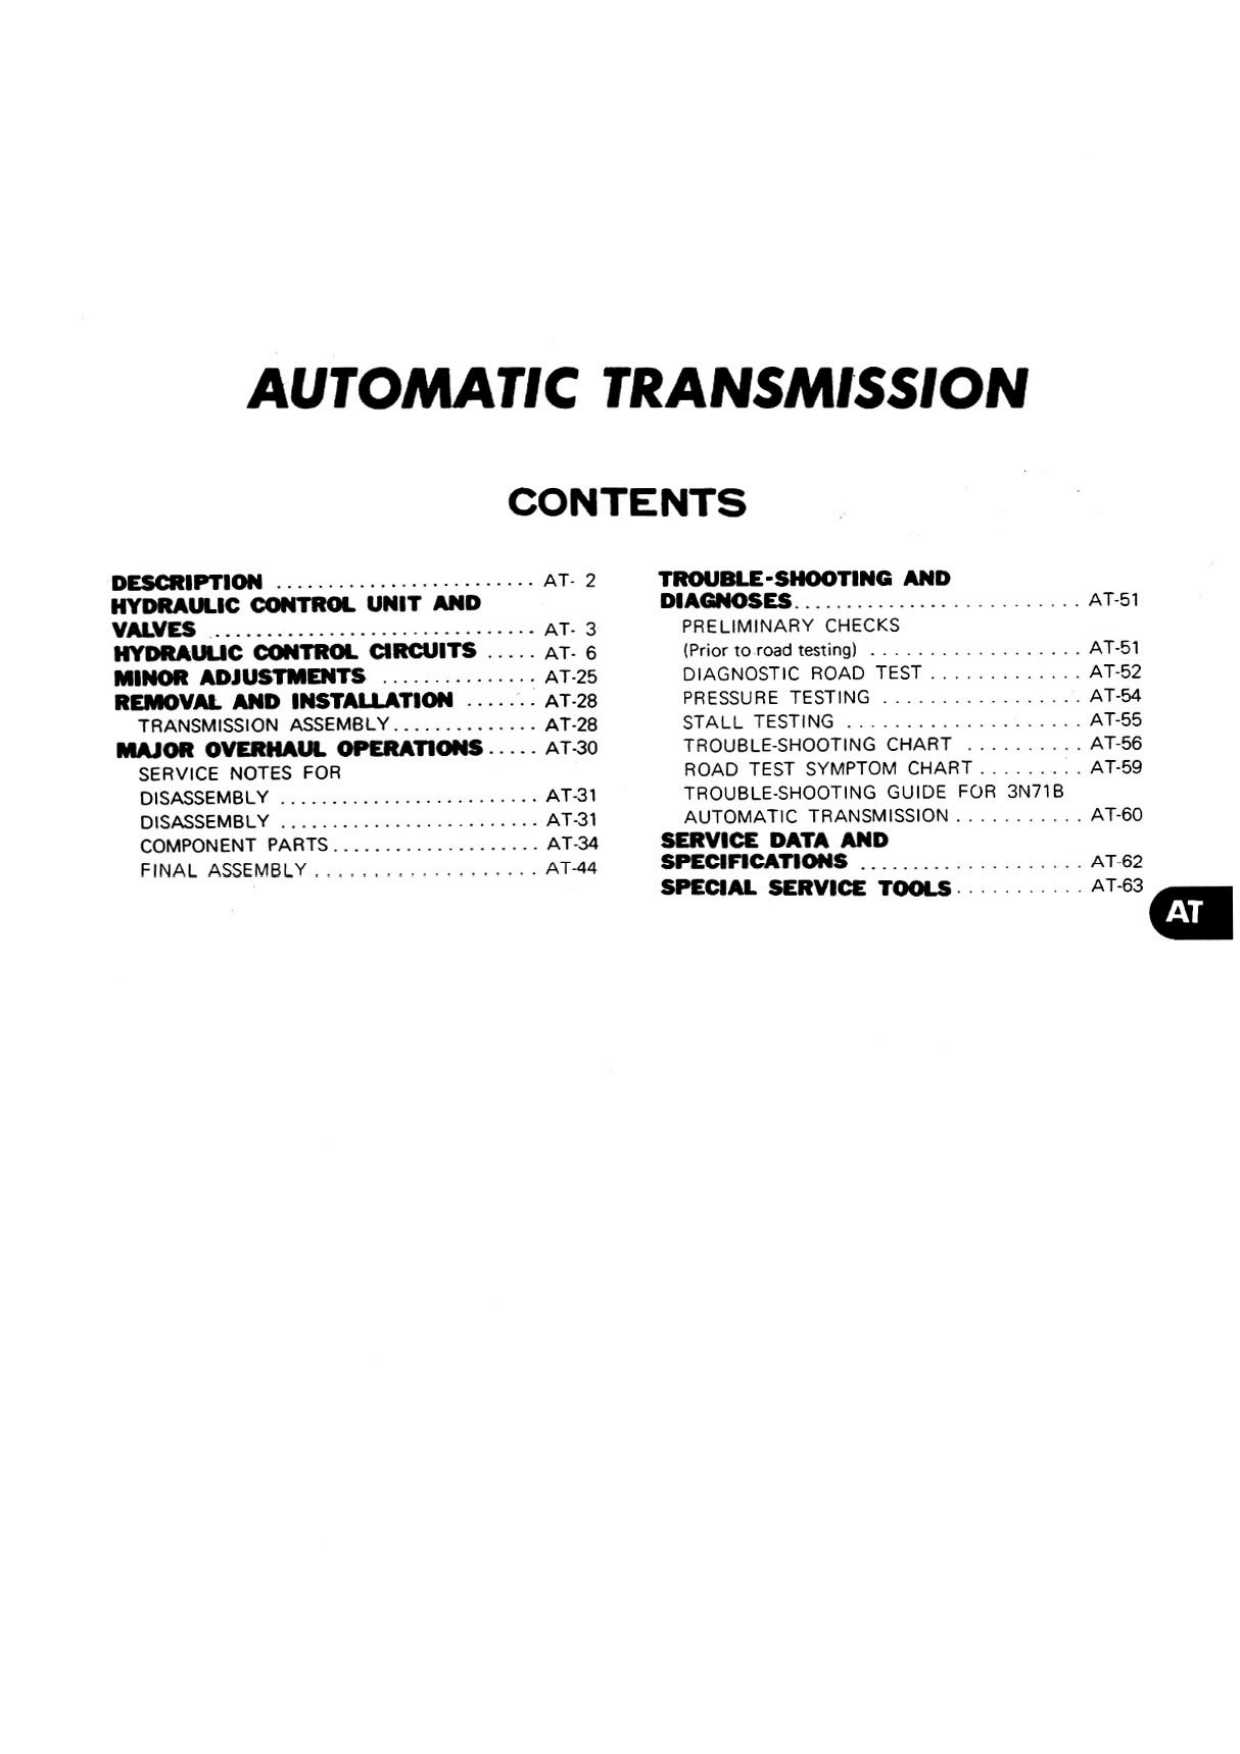 AUTOMATIC TRANSMISSION
CONTENTS
DESCRIPTION ......................... AT- 2
HYDRAULIC CONTROL UNIT AND
VALVES ............................... AT- 3
HYDRAULIC CONTROL CIRCUITS ..... AT- 6
MINOR ADJUSTMENTS ............... AT-25
REMOVAL AND INSTALLATION ....... AT-28
TRANSMISSION ASSEMBLY.............. AT-28
MAJOR OVERHAUL OPERATIONS..... AT-30
SERVICE NOTES FOR
DISASSEMBLY ......................... AT-31
DISASSEMBLY ......................... AT-31
COMPONENT PARTS.................... AT-34
FINAL ASSEMBLY.................... AT-44
TROUBLE-SHOOTING AND
DIAGNOSES......................... AT-51
PRELIMINARY CHECKS
(Prior to road testing) .................. AT-51
DIAGNOSTIC ROAD TEST ............. AT-52
PRESSURE TESTING ................. AT-54
STALL TESTING .................... AT-55
TROUBLE-SHOOTING CHART .......... AT-56
ROAD TEST SYMPTOM CHART ......... AT-59
TROUBLE-SHOOTING GUIDE FOR 3N71B
AUTOMATIC TRANSMISSION ........... AT-60
SERVICE DATA AND
SPECIFICATIONS ................... AT-62
SPECIAL SERVICE TOOLS........... AT-63
AT